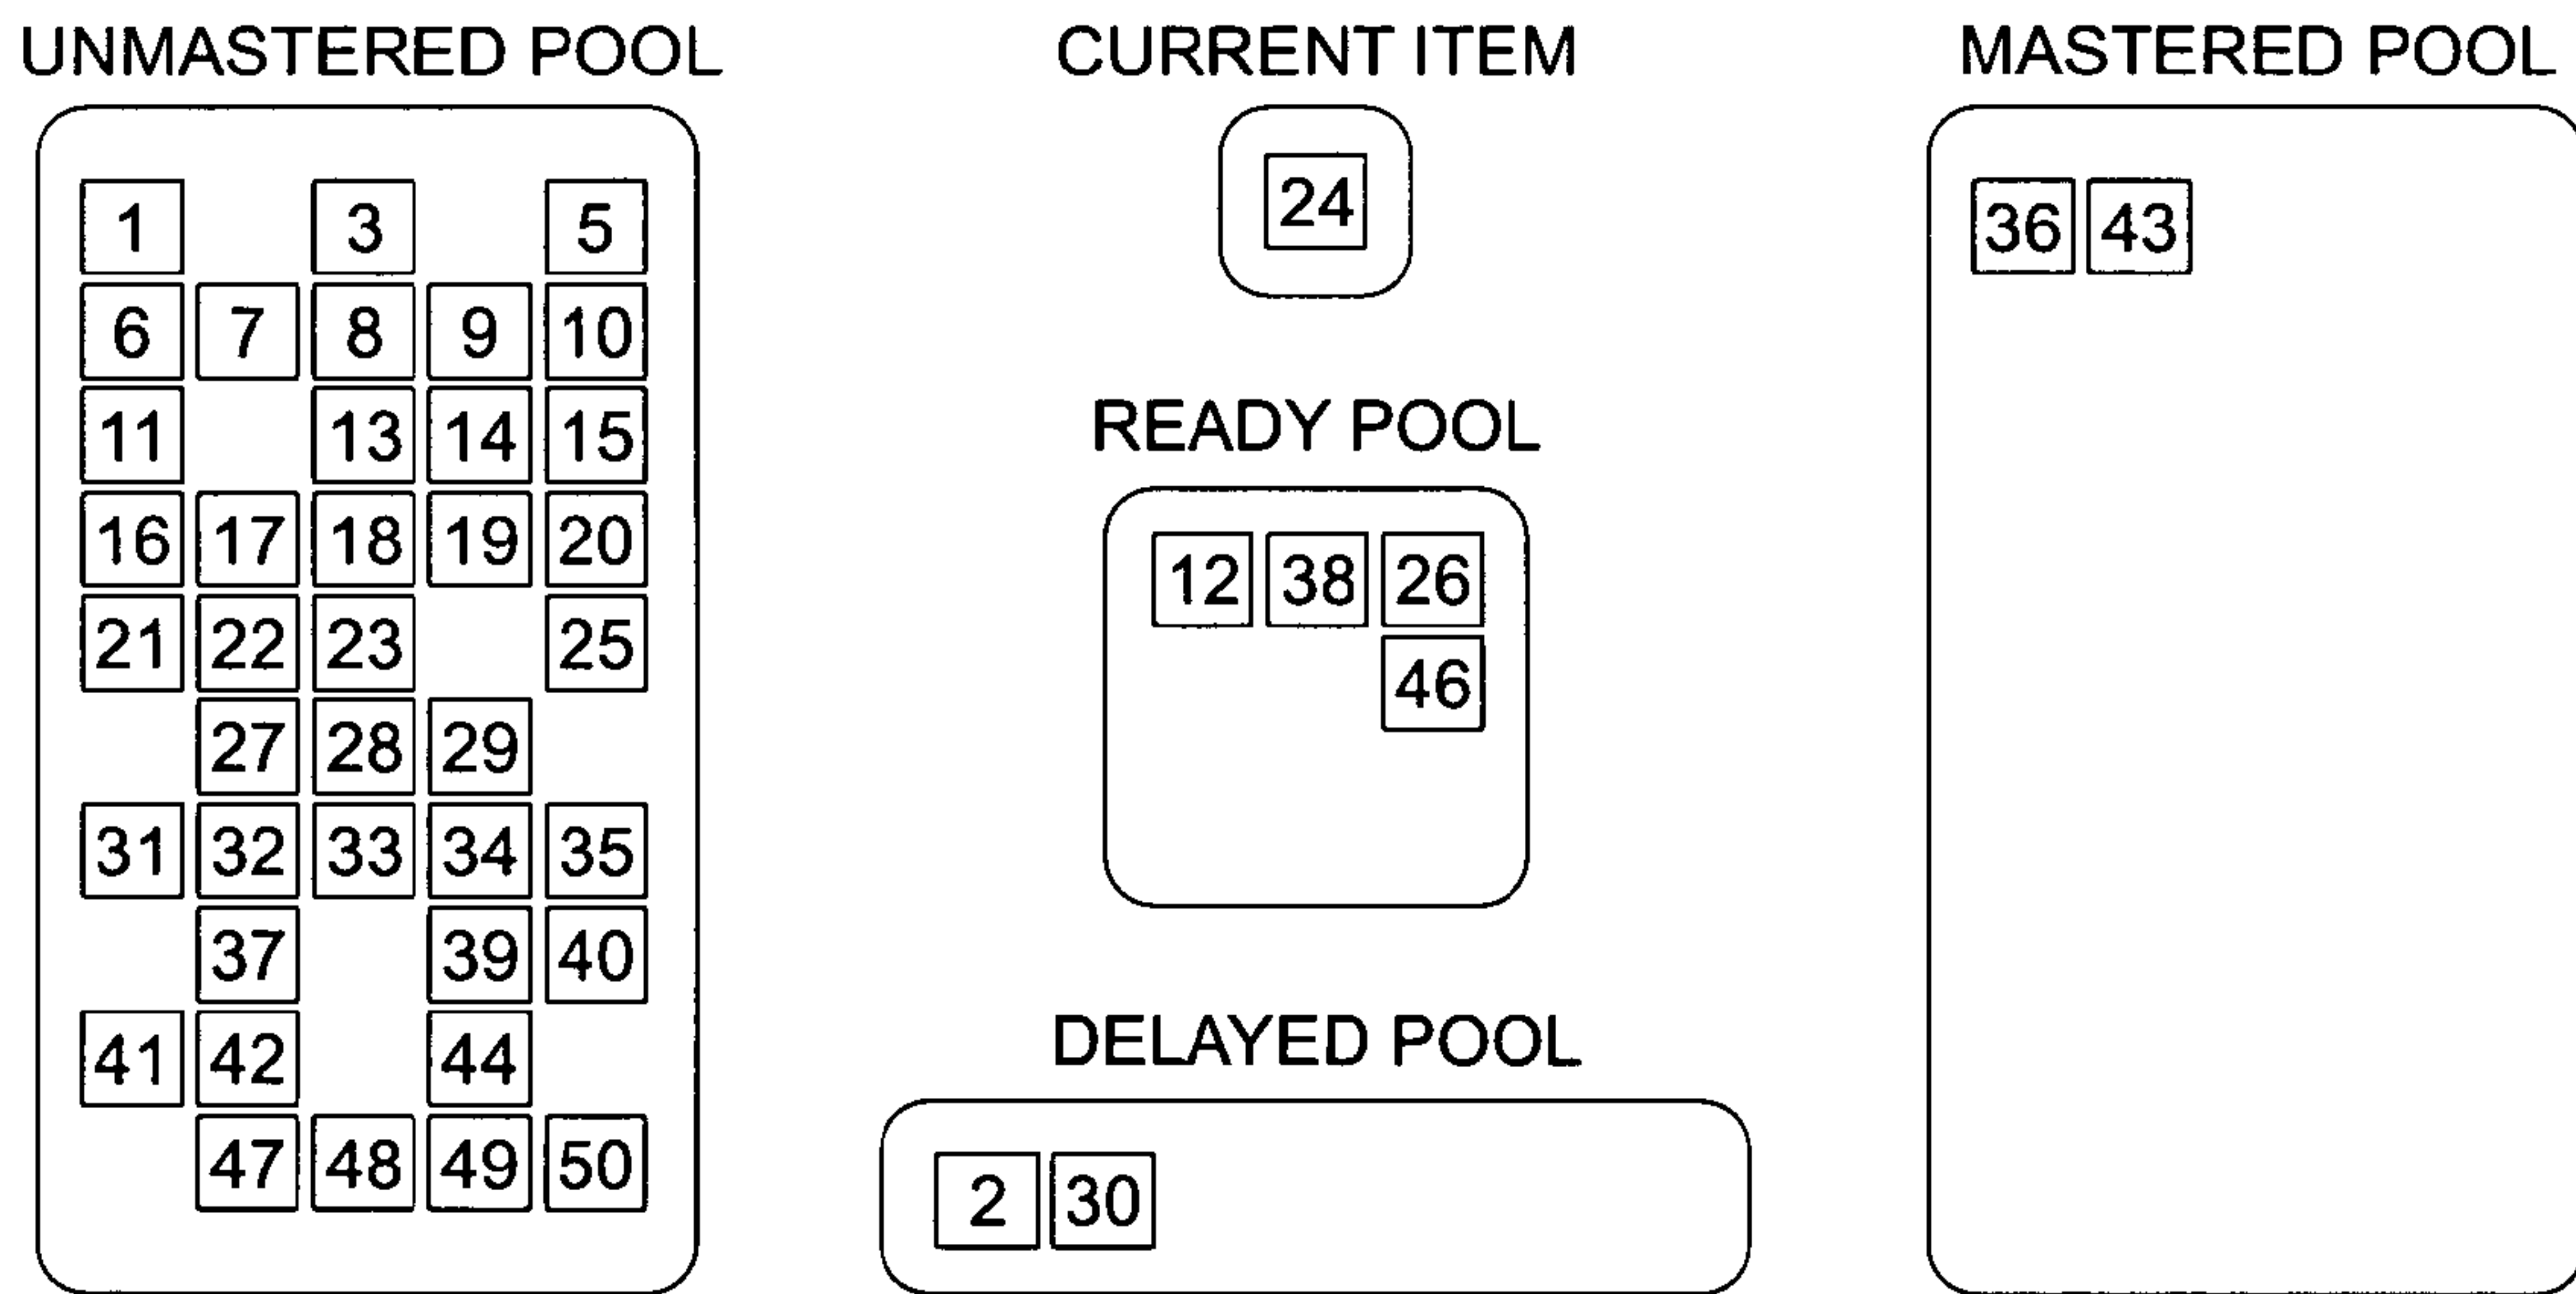 UNMASTERED POOL
1 3 5
6 7 8 9 10
11 13 14 15
16 17 18 19 20
21 22 23 25
27 28 29
31 32 33 34 35
37 39 40
41 42 44
47 48 49 50
CURRENT ITEM
24
READY POOL
12 38 26
46
DELAYED POOL
2 30
MASTERED POOL
36 43